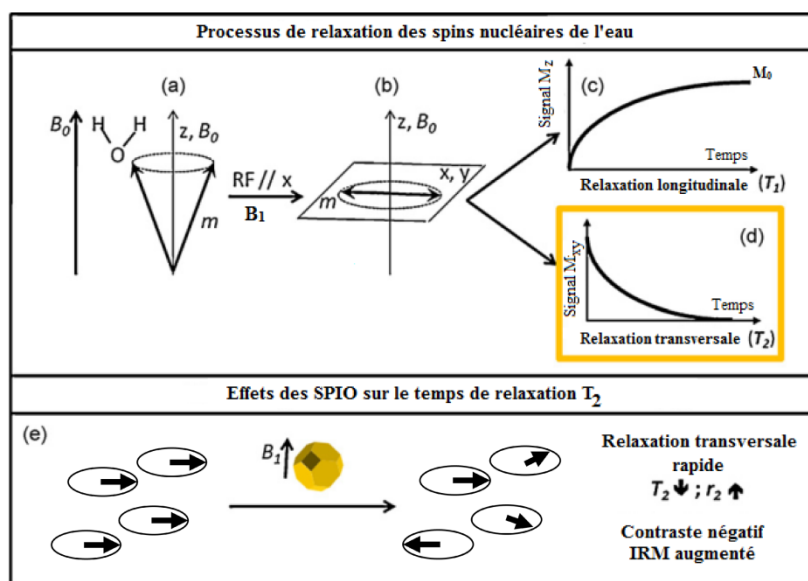 Processus de relaxation des spins nucléaires de l'eau
(a)
B₀
H H
O
z, B₀
m
RF // x
B₁
(b)
z, B₀
x, y
m
(c)
Signal M_z
M₀
Temps
Relaxation longitudinale (T₁)
(d)
Signal M_xy
Temps
Relaxation transversale (T₂)
Effets des SPIO sur le temps de relaxation T₂
(e)
B₁
Relaxation transversale
rapide
T₂ 🡇 ; r₂ 🡅
Contraste négatif
IRM augmenté